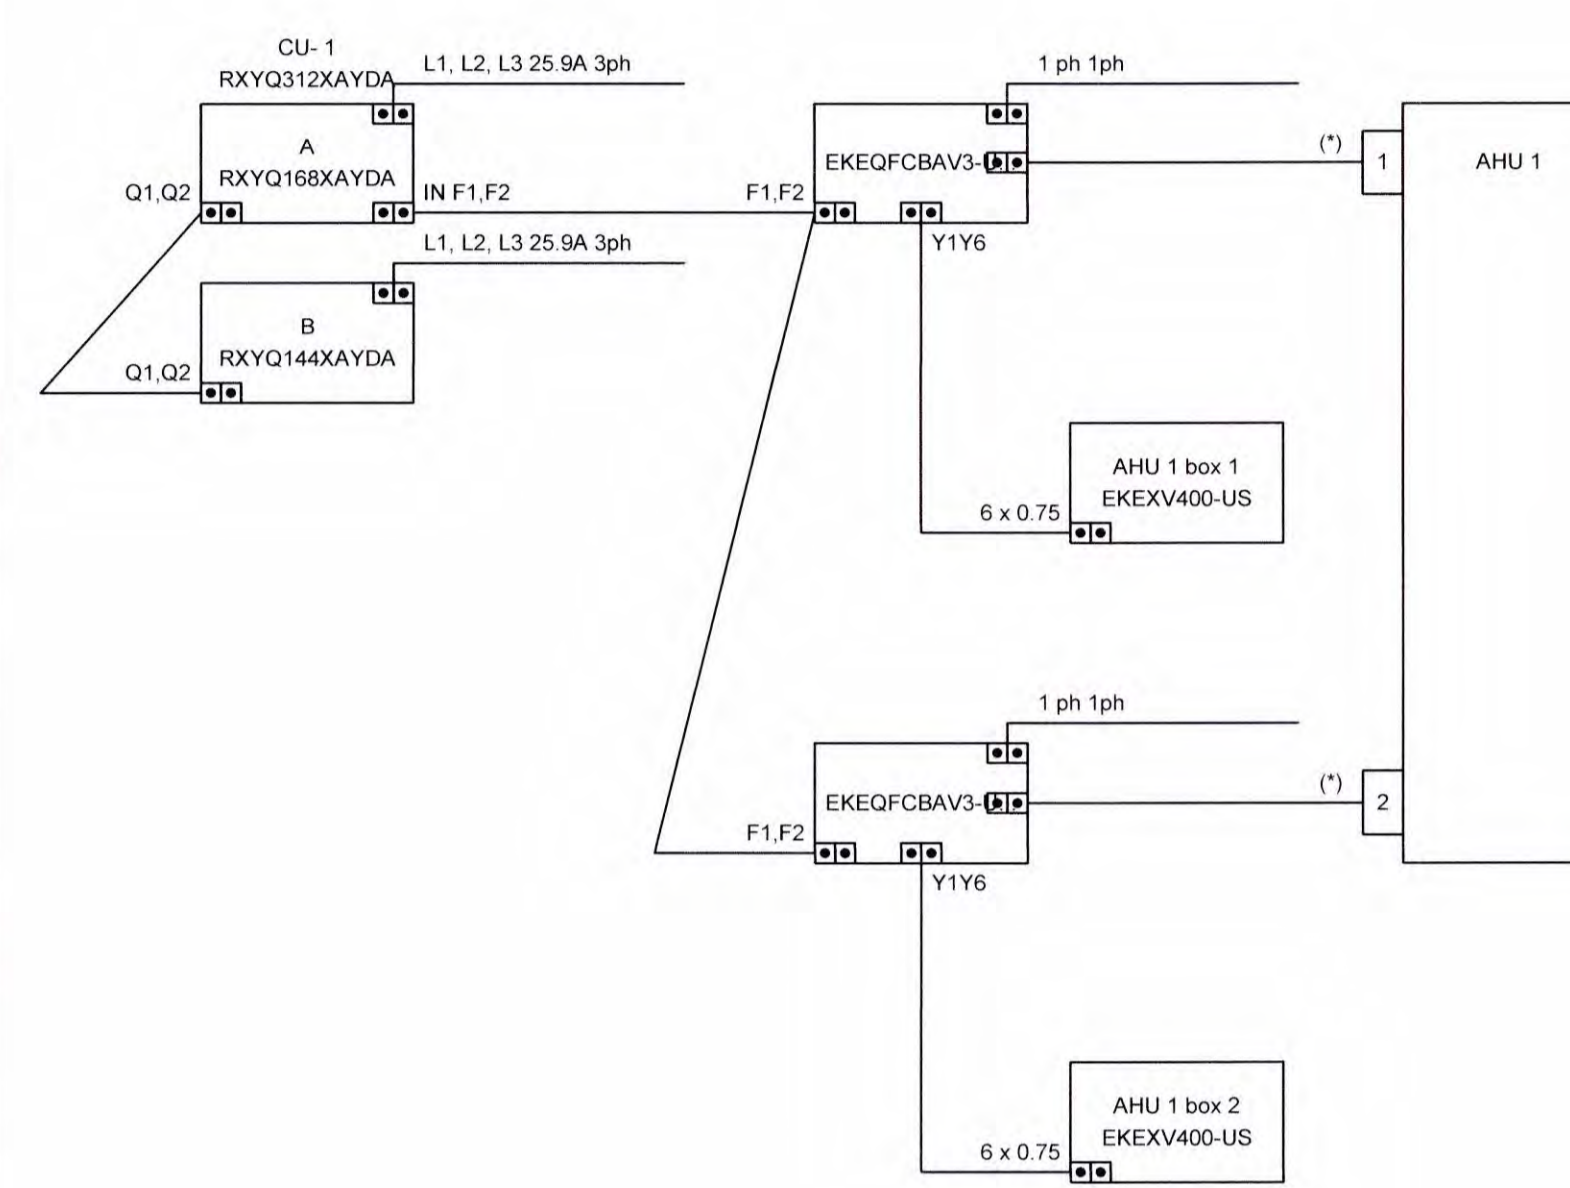 CU- 1
RXYQ312XAYDA
L1, L2, L3 25.9A 3ph
A
RXYQ168XAYDA
Q1,Q2
IN F1,F2
L1, L2, L3 25.9A 3ph
B
RXYQ144XAYDA
Q1,Q2
1 ph 1ph
EKEQFCBAV3-
F1,F2
Y1Y6
(*)
1
AHU 1
AHU 1 box 1
EKEXV400-US
6 x 0.75
1 ph 1ph
EKEQFCBAV3-
F1,F2
Y1Y6
(*)
2
AHU 1 box 2
EKEXV400-US
6 x 0.75